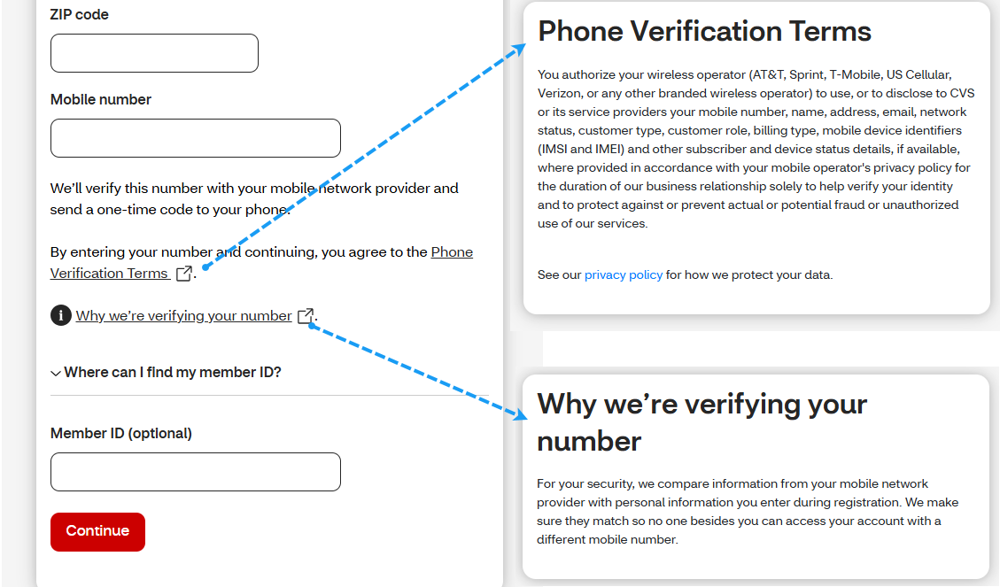 ZIP code
Mobile number
We’ll verify this number with your mobile network provider and
send a one-time code to your phone.
By entering your number and continuing, you agree to the Phone
Verification Terms .
i Why we’re verifying your number .
Where can I find my member ID?
Member ID (optional)
Continue
Phone Verification Terms
You authorize your wireless operator (AT&T, Sprint, T-Mobile, US Cellular,
Verizon, or any other branded wireless operator) to use, or to disclose to CVS
or its service providers your mobile number, name, address, email, network
status, customer type, customer role, billing type, mobile device identifiers
(IMSI and IMEI) and other subscriber and device status details, if available,
where provided in accordance with your mobile operator's privacy policy for
the duration of our business relationship solely to help verify your identity
and to protect against or prevent actual or potential fraud or unauthorized
use of our services.
See our privacy policy for how we protect your data.
Why we’re verifying your
number
For your security, we compare information from your mobile network
provider with personal information you enter during registration. We make
sure they match so no one besides you can access your account with a
different mobile number.